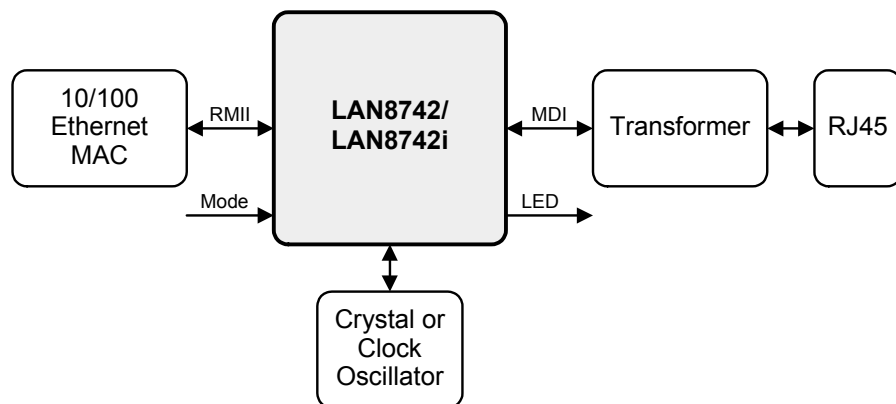 10/100
Ethernet
MAC
RMII
LAN8742/
LAN8742i
MDI
Transformer
RJ45
Mode
LED
Crystal or
Clock
Oscillator